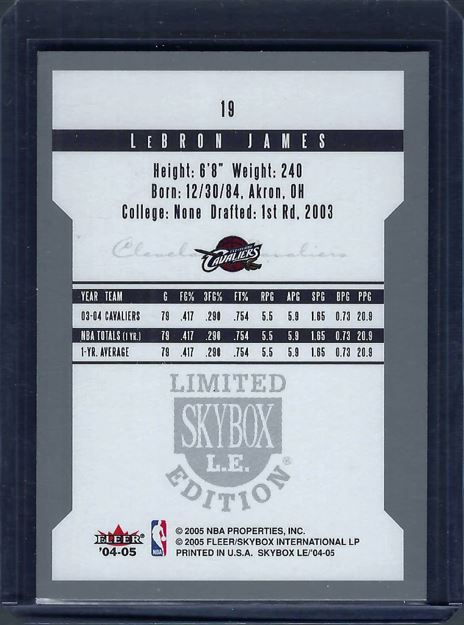 19
LEBRON JAMES
Height: 6'8" Weight: 240
Born: 12/30/84, Akron, OH
College: None Drafted: 1st Rd, 2003
Cleveland Cavaliers
CAVALIERS
YEAR TEAM G FG% 3FG% FT% RPG APG SPG BPG PPG
03-04 CAVALIERS 79 .417 .290 .754 5.5 5.9 1.65 0.73 20.9
NBA TOTALS (1 YR.) 79 .417 .290 .754 5.5 5.9 1.65 0.73 20.9
1-YR. AVERAGE 79 .417 .290 .754 5.5 5.9 1.65 0.73 20.9
LIMITED
SKYBOX
L.E.
EDITION®
FLEER
'04-05
NBA
© 2005 NBA PROPERTIES, INC.
© 2005 FLEER/SKYBOX INTERNATIONAL LP
PRINTED IN U.S.A. SKYBOX LE/'04-05